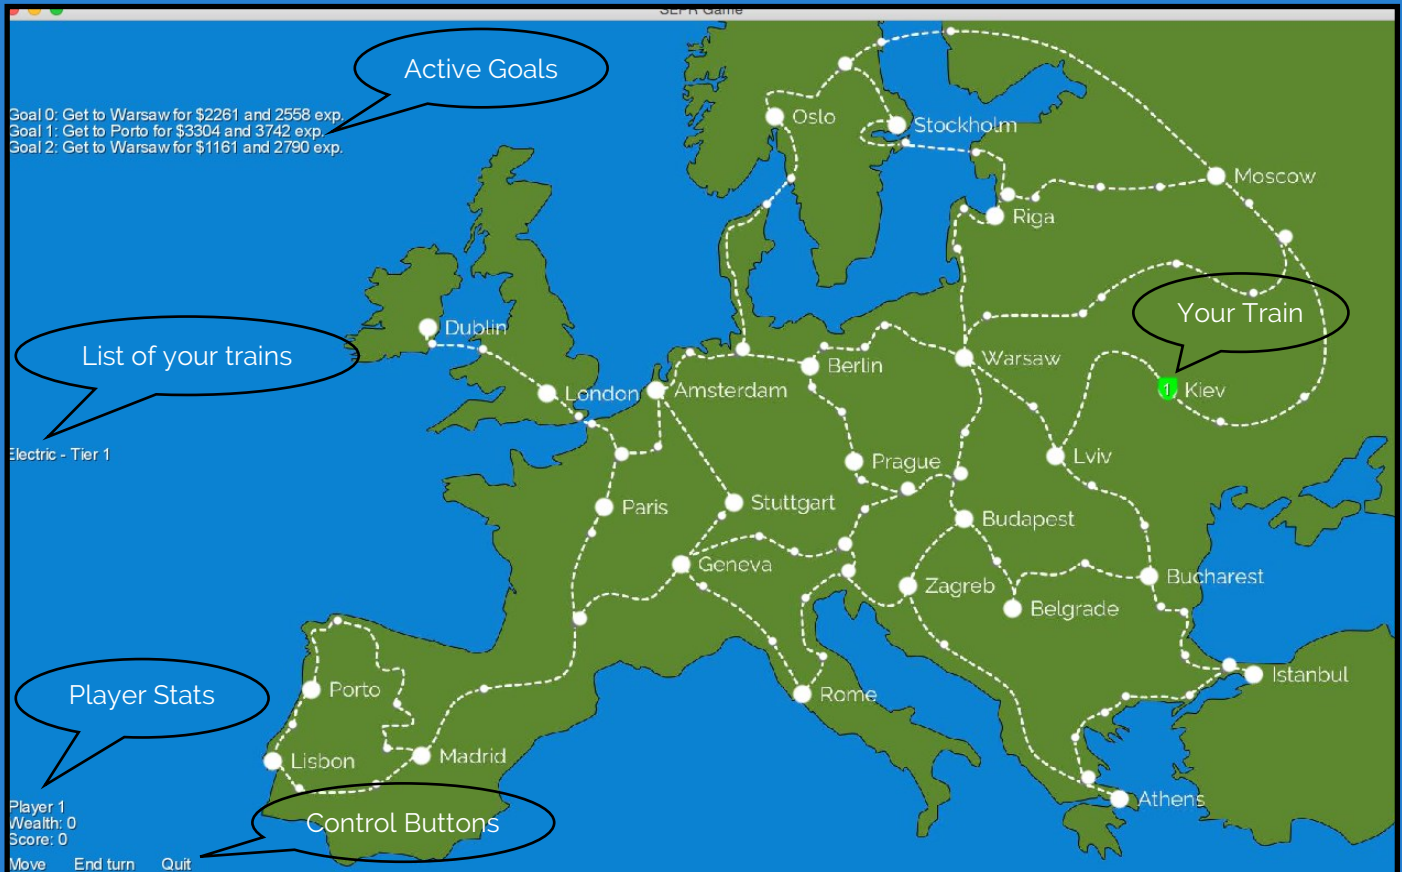 SEPR Game
Active Goals
Goal 0: Get to Warsaw for $2261 and 2558 exp.
Goal 1: Get to Porto for $3304 and 3742 exp.
Goal 2: Get to Warsaw for $1161 and 2790 exp.
Oslo
Stockholm
Moscow
Riga
Your Train
Dublin
List of your trains
Berlin
Warsaw
London
Amsterdam
1 Kiev
Electric - Tier 1
Prague
Lviv
Paris
Stuttgart
Budapest
Geneva
Zagreb
Bucharest
Belgrade
Istanbul
Player Stats
Porto
Rome
Lisbon
Madrid
Athens
Player 1
Wealth: 0
Score: 0
Control Buttons
Move End turn Quit